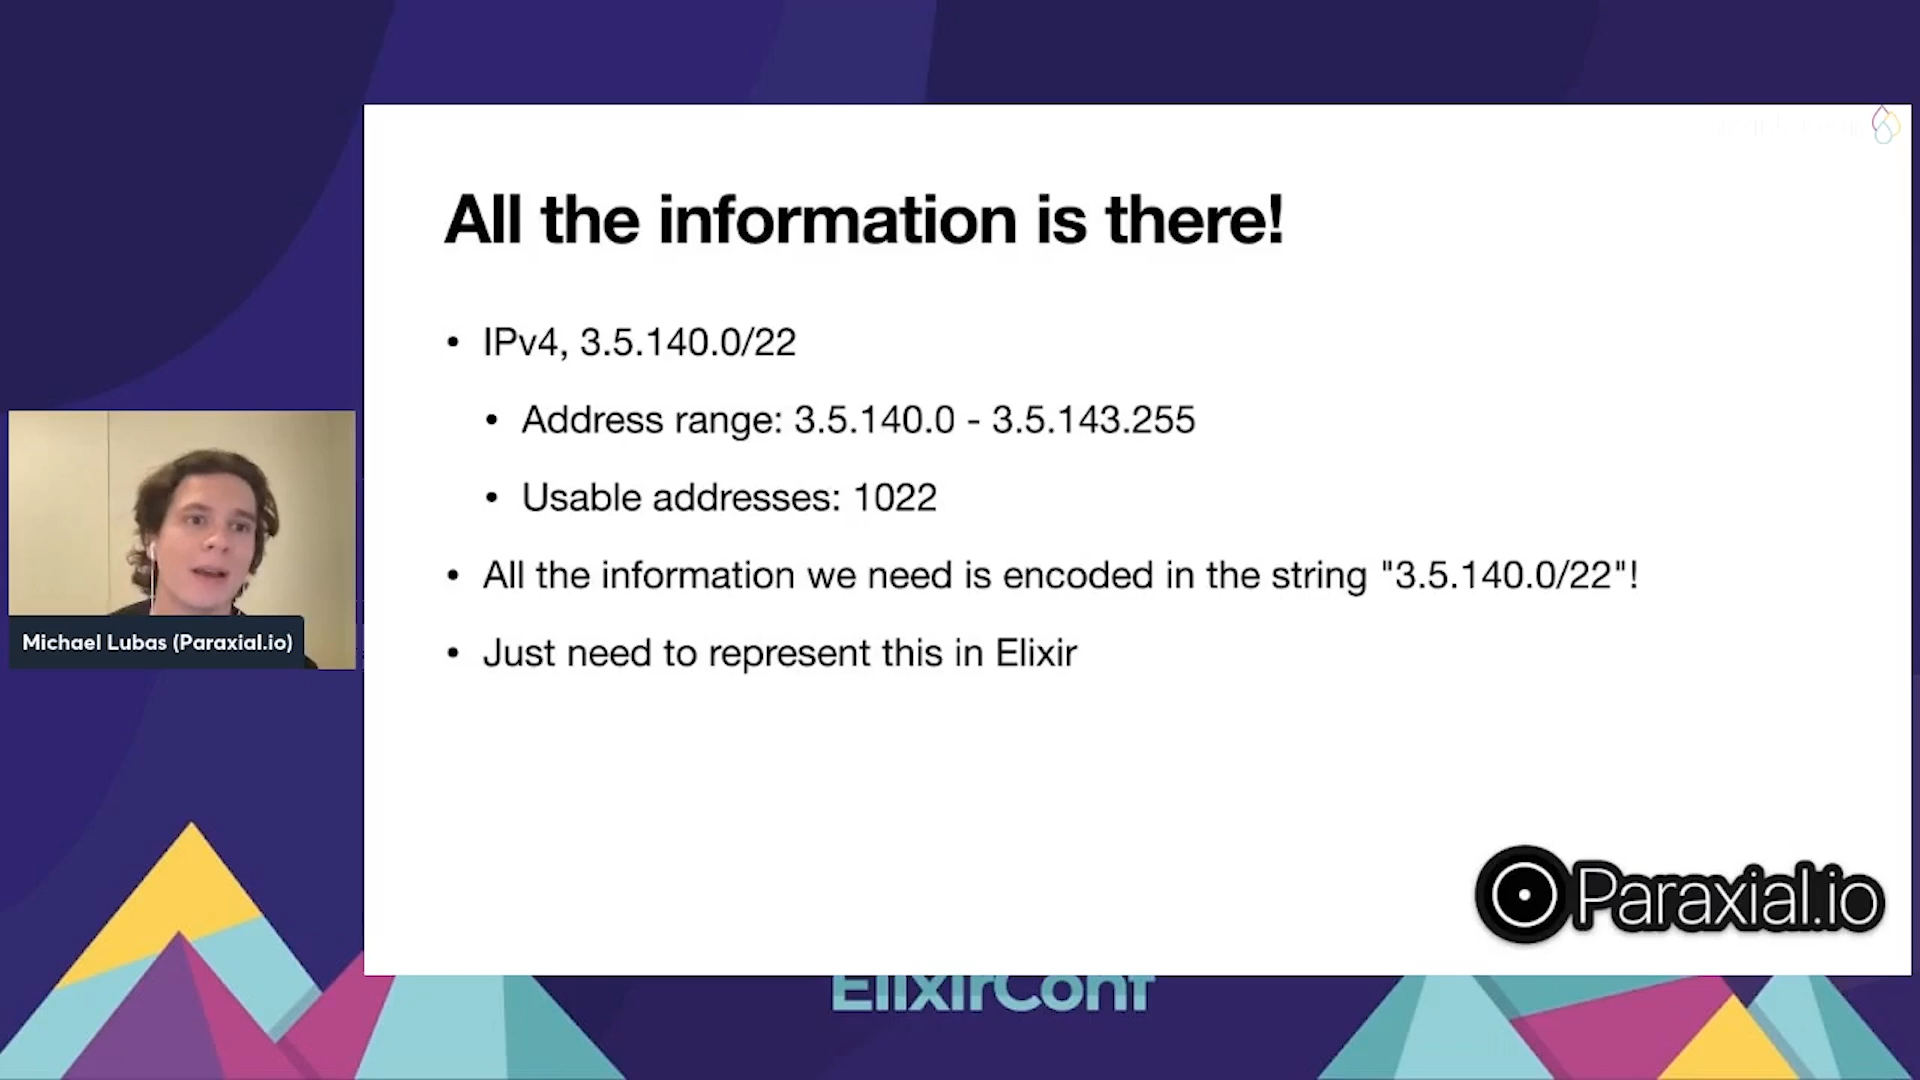 All the information is there!
• IPv4, 3.5.140.0/22
• Address range: 3.5.140.0 - 3.5.143.255
• Usable addresses: 1022
• All the information we need is encoded in the string "3.5.140.0/22"!
• Just need to represent this in Elixir
Michael Lubas (Paraxial.io)
Paraxial.io
ElixirConf